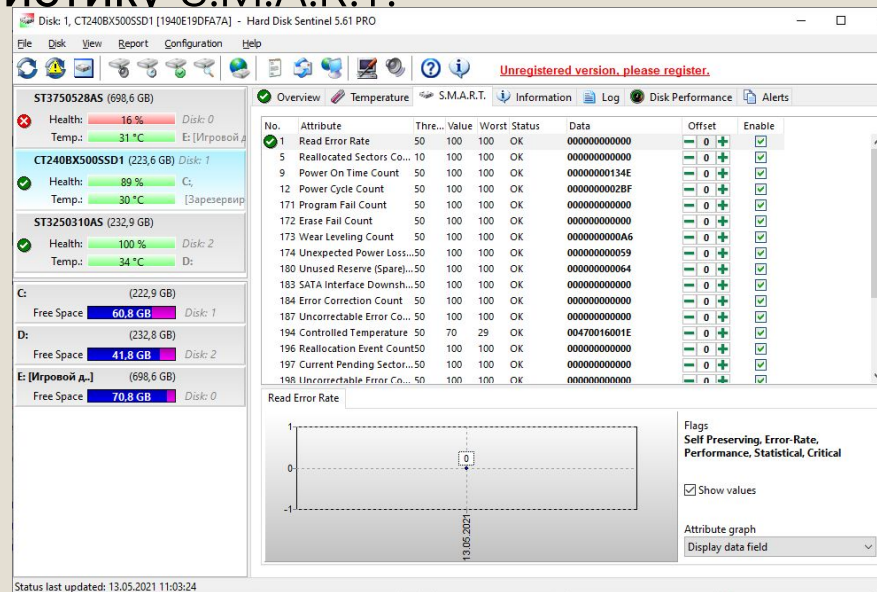 ИСТИКУ S.M.A.R.T.
Disk: 1, CT240BX500SSD1 [1940E19DFA7A] - Hard Disk Sentinel 5.61 PRO
File Disk View Report Configuration Help
Unregistered version, please register.
ST3750528AS (698,6 GB)
Health: 16 % Disk: 0
Temp.: 31 °C E: [Игровой д
CT240BX500SSD1 (223,6 GB) Disk: 1
Health: 89 % C:,
Temp.: 30 °C [Зарезервир
ST3250310AS (232,9 GB)
Health: 100 % Disk: 2
Temp.: 34 °C D:
C: (222,9 GB)
Free Space 60,8 GB Disk: 1
D: (232,8 GB)
Free Space 41,8 GB Disk: 2
E: [Игровой д..] (698,6 GB)
Free Space 70,8 GB Disk: 0
Overview Temperature S.M.A.R.T. Information Log Disk Performance Alerts
No. Attribute Thre... Value Worst Status Data Offset Enable
1 Read Error Rate 50 100 100 OK 000000000000 0
5 Reallocated Sectors Co... 10 100 100 OK 000000000000 0
9 Power On Time Count 50 100 100 OK 00000000134E 0
12 Power Cycle Count 50 100 100 OK 0000000002BF 0
171 Program Fail Count 50 100 100 OK 000000000000 0
172 Erase Fail Count 50 100 100 OK 000000000000 0
173 Wear Leveling Count 50 100 100 OK 0000000000A6 0
174 Unexpected Power Loss... 50 100 100 OK 000000000059 0
180 Unused Reserve (Spare)... 50 100 100 OK 000000000064 0
183 SATA Interface Downsh... 50 100 100 OK 000000000000 0
184 Error Correction Count 50 100 100 OK 000000000000 0
187 Uncorrectable Error Co... 50 100 100 OK 000000000000 0
194 Controlled Temperature 50 70 29 OK 00470016001E 0
196 Reallocation Event Count 50 100 100 OK 000000000000 0
197 Current Pending Sector... 50 100 100 OK 000000000000 0
198 Uncorrectable Error Co... 50 100 100 OK 000000000000 0
Read Error Rate
1
0
0
-1
13.05.2021
Flags
Self Preserving, Error-Rate,
Performance, Statistical, Critical
Show values
Attribute graph
Display data field
Status last updated: 13.05.2021 11:03:24